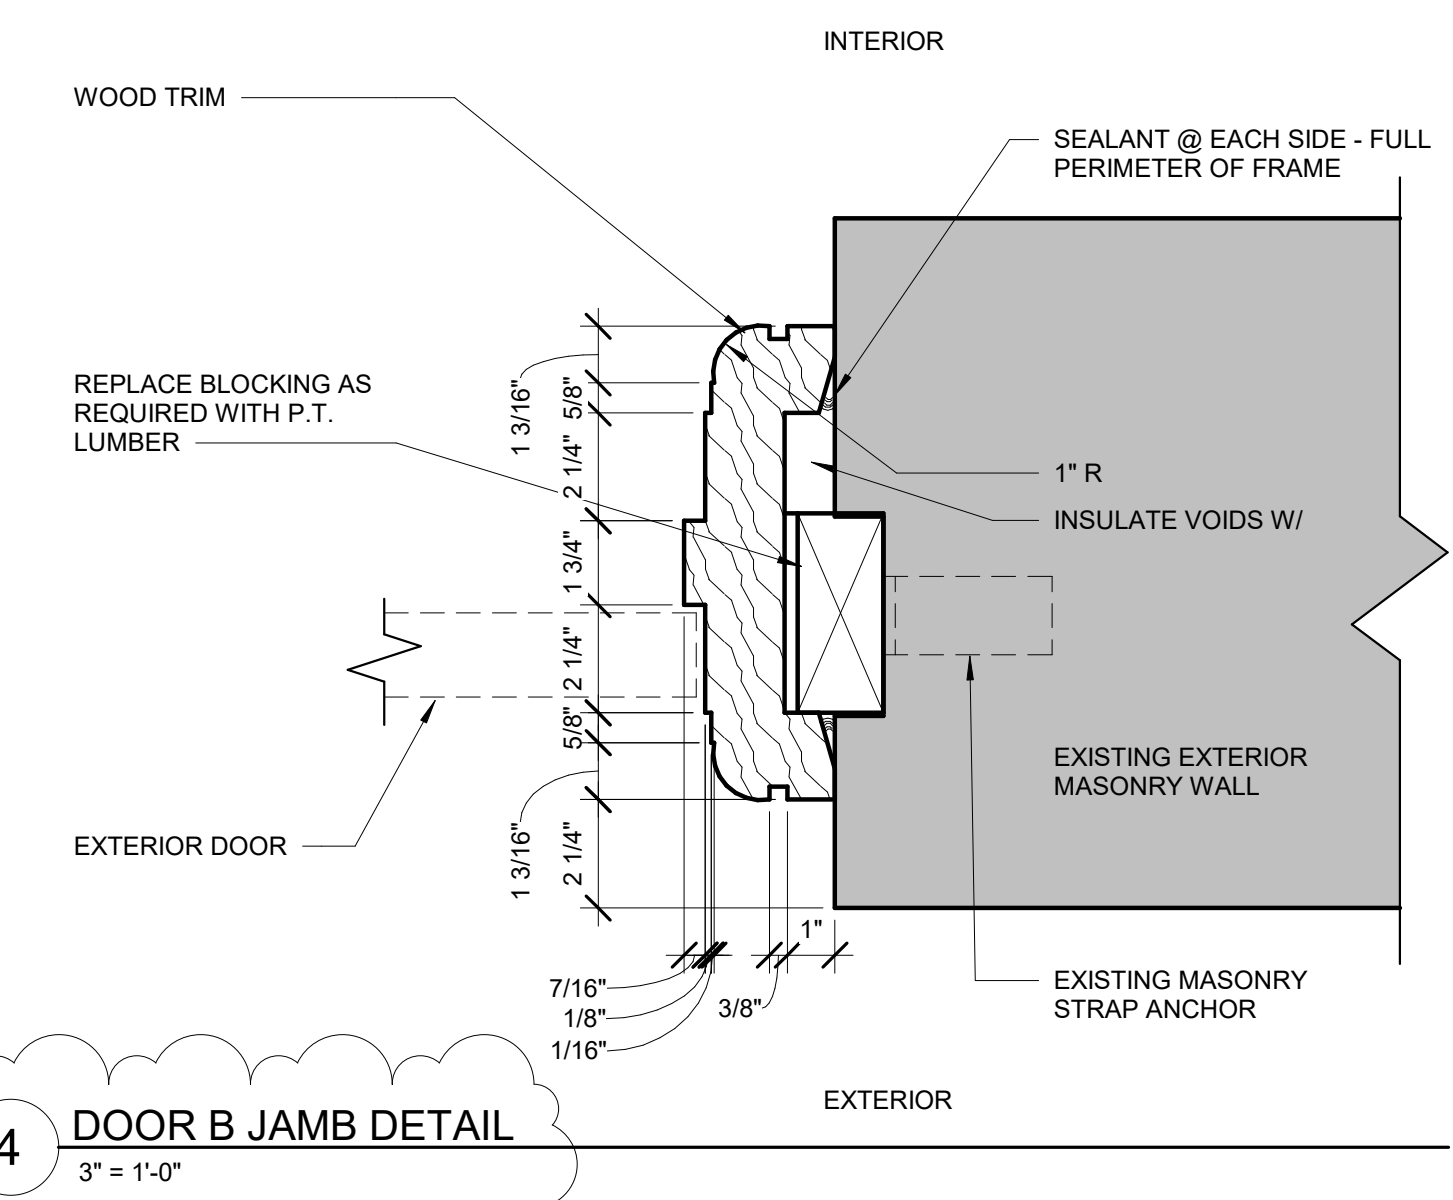 INTERIOR
WOOD TRIM
SEALANT @ EACH SIDE - FULL
PERIMETER OF FRAME
REPLACE BLOCKING AS
REQUIRED WITH P.T.
LUMBER
1 3/16"
5/8"
2 1/4"
1 3/4"
2 1/4"
5/8"
1 3/16"
2 1/4"
1" R
INSULATE VOIDS W/
EXISTING EXTERIOR
MASONRY WALL
EXTERIOR DOOR
1"
7/16"
1/8"
1/16"
3/8"
EXISTING MASONRY
STRAP ANCHOR
EXTERIOR
4
DOOR B JAMB DETAIL
3" = 1'-0"